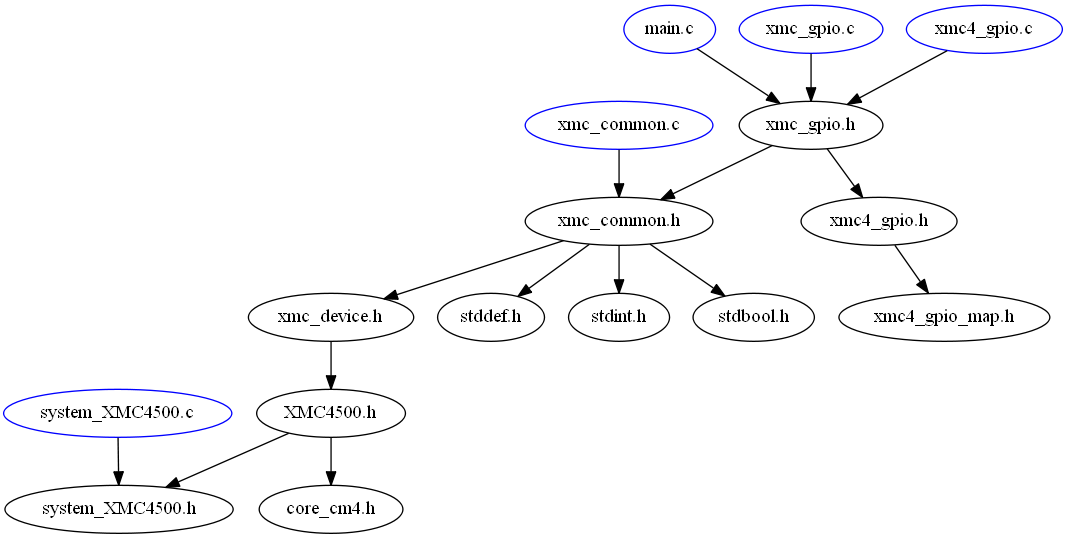 main.c
xmc_gpio.c
xmc4_gpio.c
xmc_common.c
xmc_gpio.h
xmc_common.h
xmc4_gpio.h
xmc_device.h
stddef.h
stdint.h
stdbool.h
xmc4_gpio_map.h
system_XMC4500.c
XMC4500.h
system_XMC4500.h
core_cm4.h